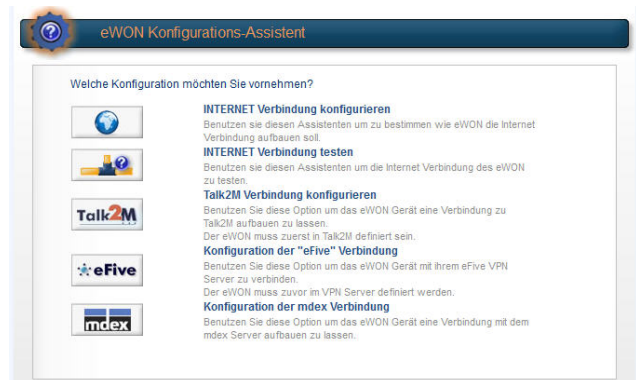 eWON Konfigurations-Assistent
Welche Konfiguration möchten Sie vornehmen?
INTERNET Verbindung konfigurieren
Benutzen sie diesen Assistenten um zu bestimmen wie eWON die Internet
Verbindung aufbauen soll.
INTERNET Verbindung testen
Benutzen sie diesen Assistenten um die Internet Verbindung des eWON
zu testen.
Talk2M
Talk2M Verbindung konfigurieren
Benutzen Sie diese Option um das eWON Gerät eine Verbindung zu
Talk2M aufbauen zu lassen.
Der eWON muss zuerst in Talk2M definiert sein.
eFive
Konfiguration der "eFive" Verbindung
Benutzen Sie diese Option um das eWON Gerät mit ihrem eFive VPN
Server zu verbinden.
Der eWON muss zuvor im VPN Server definiert werden.
mdex
Konfiguration der mdex Verbindung
Benutzen Sie diese Option um das eWON Gerät eine Verbindung mit dem
mdex Server aufbauen zu lassen.